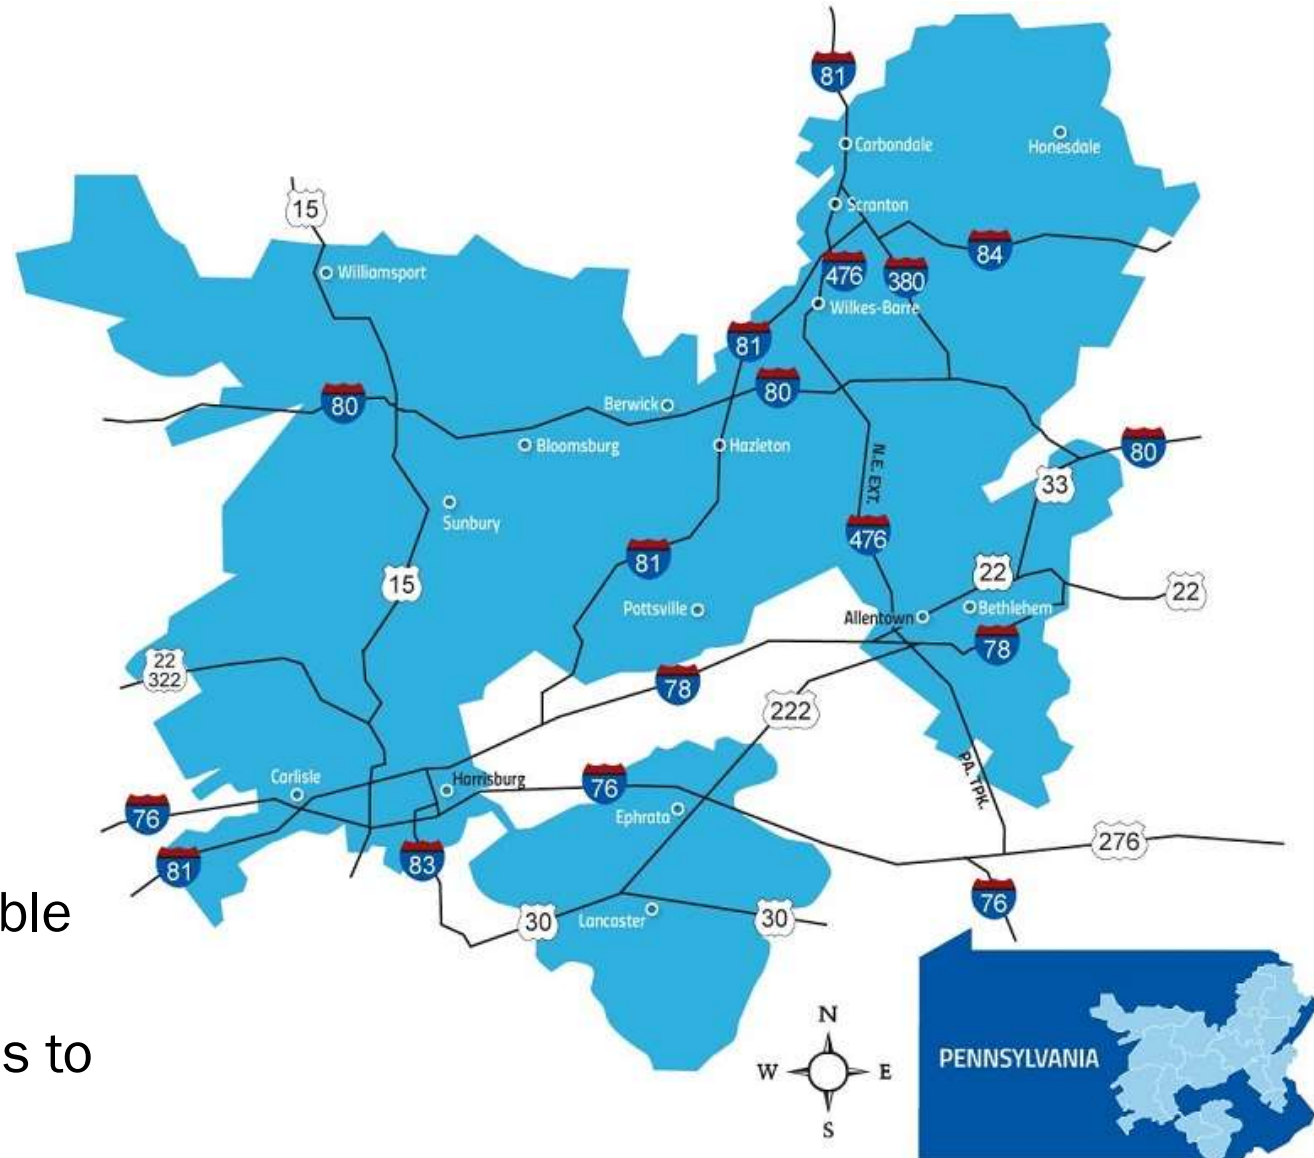 81
Carbondale
Honesdale
Scranton
15
84
476
380
Williamsport
Wilkes-Barre
81
80
80
Berwick
Bloomsburg
Hazleton
80
N.E. EXT.
33
Sunbury
476
81
22
15
22
Pottsville
Allentown
Bethlehem
78
22
322
78
222
Carlisle
Harrisburg
76
PA. TPK.
76
Ephrata
276
81
83
76
ble
30
Lancaster
30
s to
N
W
E
S
PENNSYLVANIA